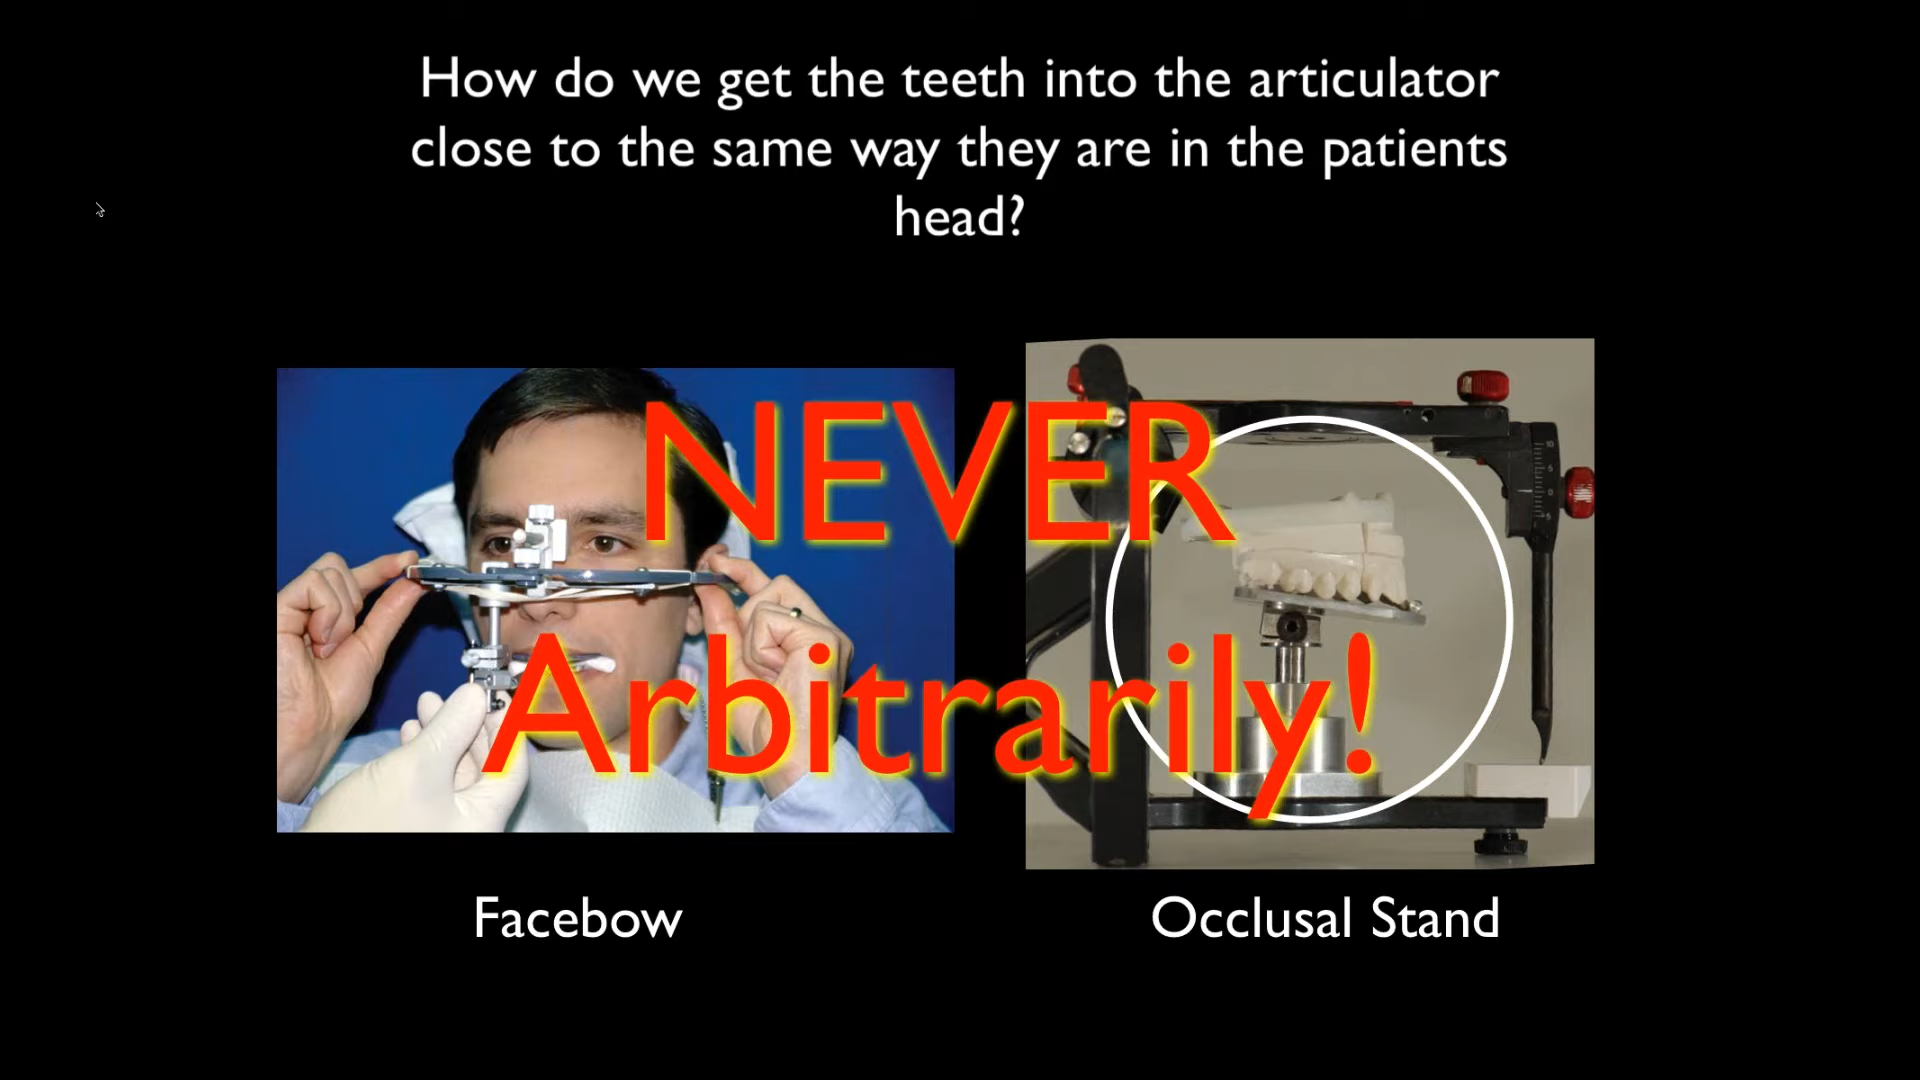 How do we get the teeth into the articulator
close to the same way they are in the patients
head?
NEVER
Arbitrarily!
Facebow
Occlusal Stand